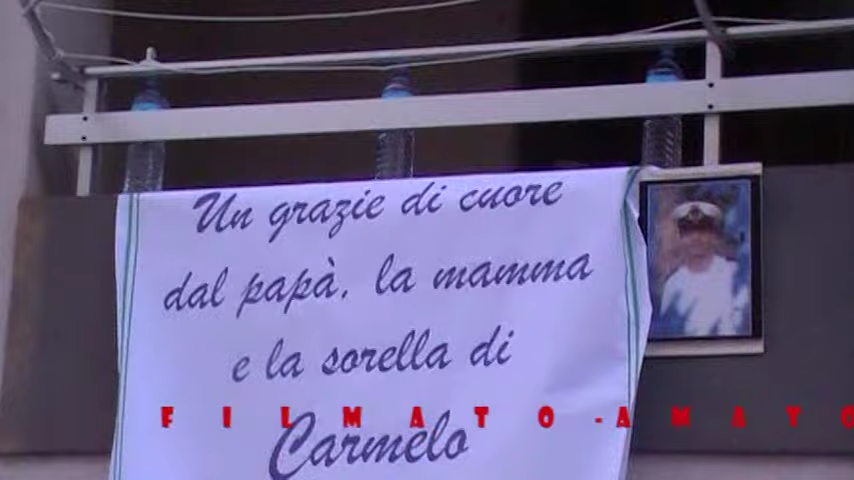 Un grazie di cuore
dal papà, la mamma
e la sorella di
FILMATO-AMATO
Carmelo